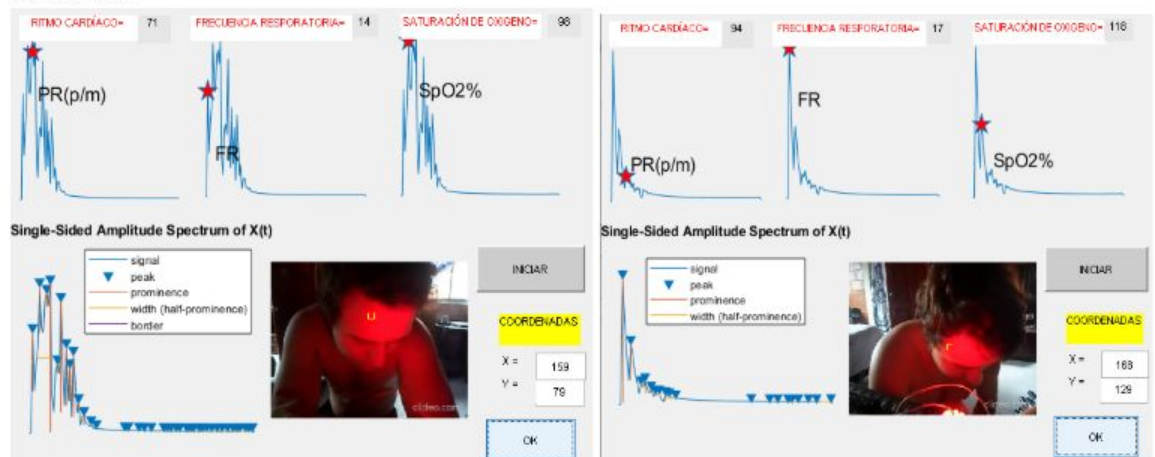 RITMO CARDÍACO= 71 FRECUENCIA RESPORATORIA= 14 SATURACIÓN DE OXIGENO= 98
PR(p/m)
FR
SpO2%
Single-Sided Amplitude Spectrum of X(t)
signal
peak
prominence
width (half-prominence)
border
clideo.com
INICIAR
COORDENADAS
X = 159
Y = 79
OK
RITMO CARDÍACO= 94 FRECUENCIA RESPORATORIA= 17 SATURACIÓN DE OXIGENO= 118
PR(p/m)
FR
SpO2%
Single-Sided Amplitude Spectrum of X(t)
signal
peak
prominence
width (half-prominence)
INICIAR
COORDENADAS
X = 168
Y = 129
OK